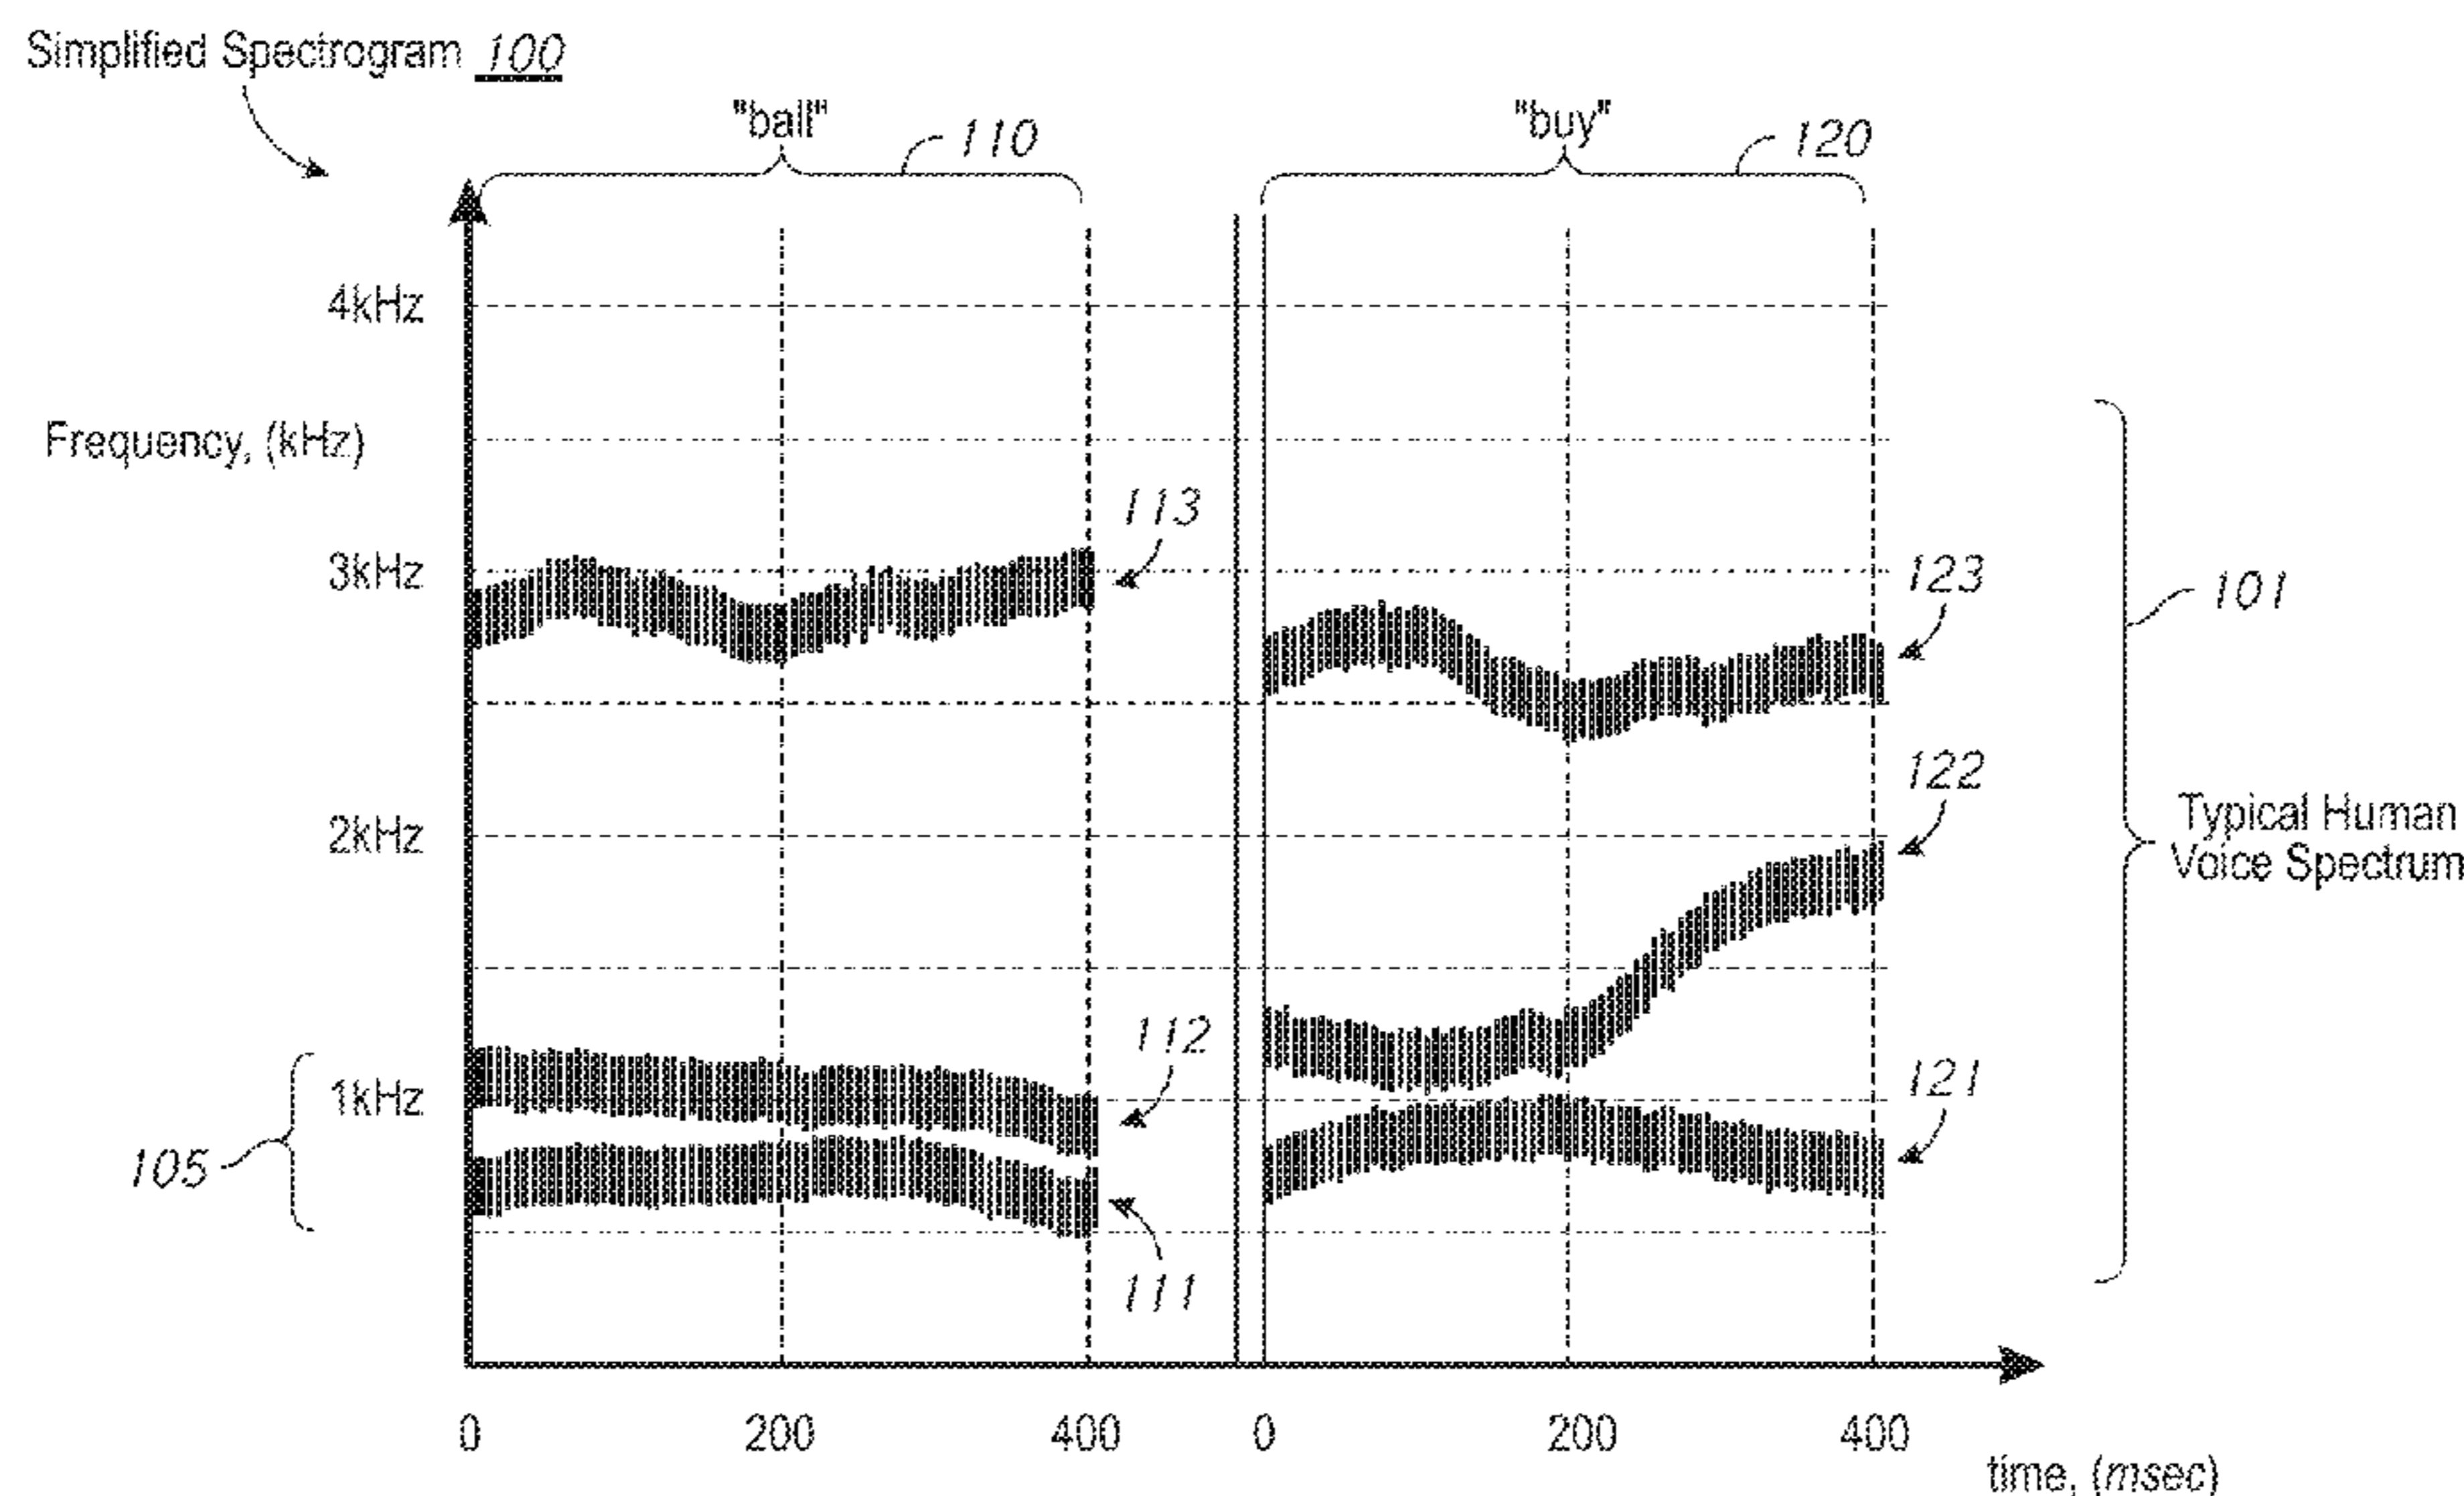 Simplified Spectrogram 100
"ball"
110
"buy"
120
4kHz
Frequency, (kHz)
113
3kHz
123
101
122
2kHz
Typical Human
Voice Spectrum
112
1kHz
121
105
111
0 200 400 0 200 400
time, (msec)